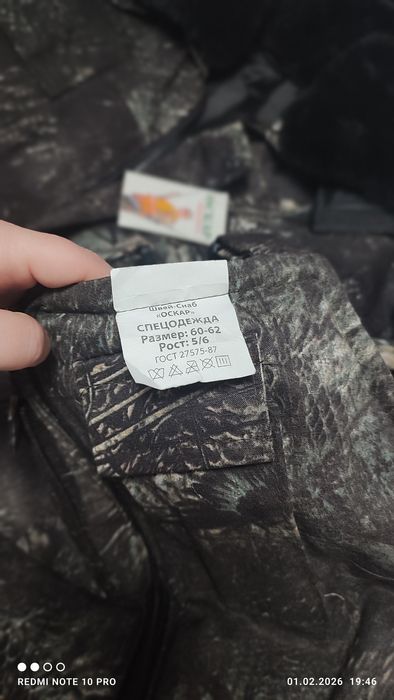 Швей-Снаб
«ОСКАР»
СПЕЦОДЕЖДА
Размер: 60-62
Рост: 5/6
ГОСТ 27575-87
REDMI NOTE 10 PRO
01.02.2026 19:46